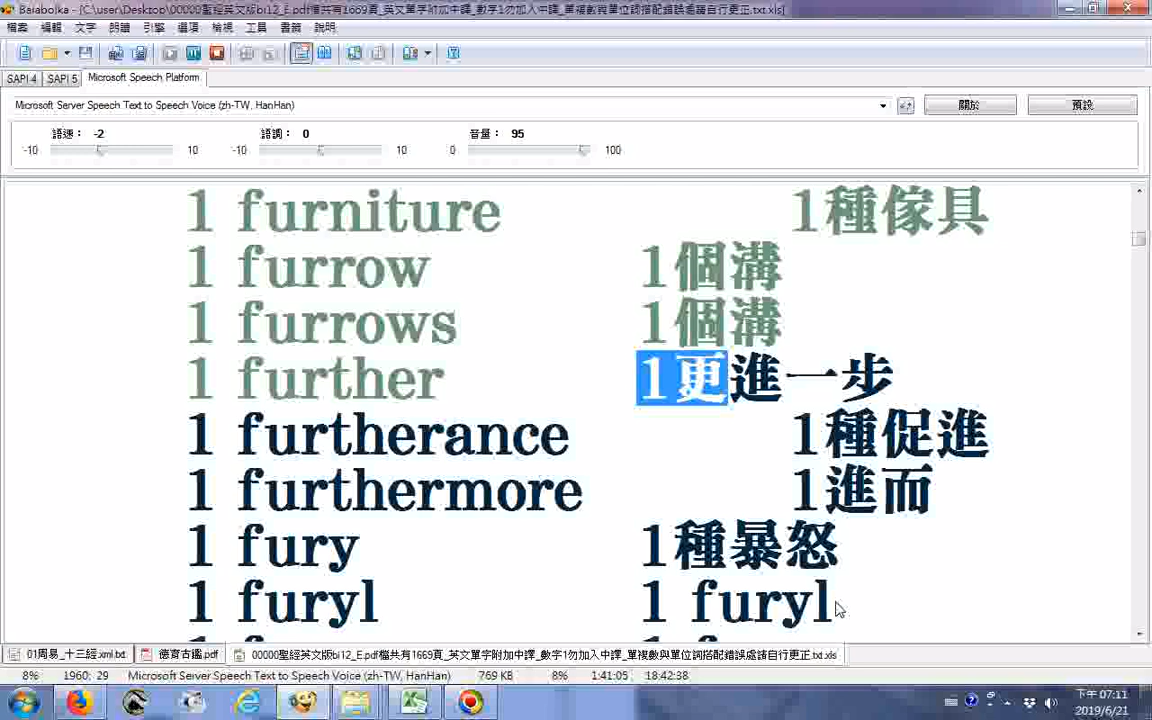 Balabolka - [C:\user\Desktop\00000聖經英文版bi12_E.pdf檔共有1669頁_英文單字附加中譯_數字1勿加入中譯_單複數與單位詞搭配錯誤處請自行更正.txt.xls]
檔案 編輯 文字 朗讀 引擎 選項 檢視 工具 書籤 說明
SAPI 4 SAPI 5 Microsoft Speech Platform
Microsoft Server Speech Text to Speech Voice (zh-TW, HanHan) 關於 預設
語速： -2 語調： 0 音量： 95
-10 10 -10 10 0 100
1 furniture 1種傢具
1 furrow 1個溝
1 furrows 1個溝
1 further 1更進一步
1 furtherance 1種促進
1 furthermore 1進而
1 fury 1種暴怒
1 furyl 1 furyl
01周易_十三經.xml.txt 德育古鑑.pdf 00000聖經英文版bi12_E.pdf檔共有1669頁_英文單字附加中譯_數字1勿加入中譯_單複數與單位詞搭配錯誤處請自行更正.txt.xls
8% 1960; 29 Microsoft Server Speech Text to Speech Voice (zh-TW, HanHan) 769 KB 8% 1:41:05 18:42:38
下午 07:11
2019/6/21